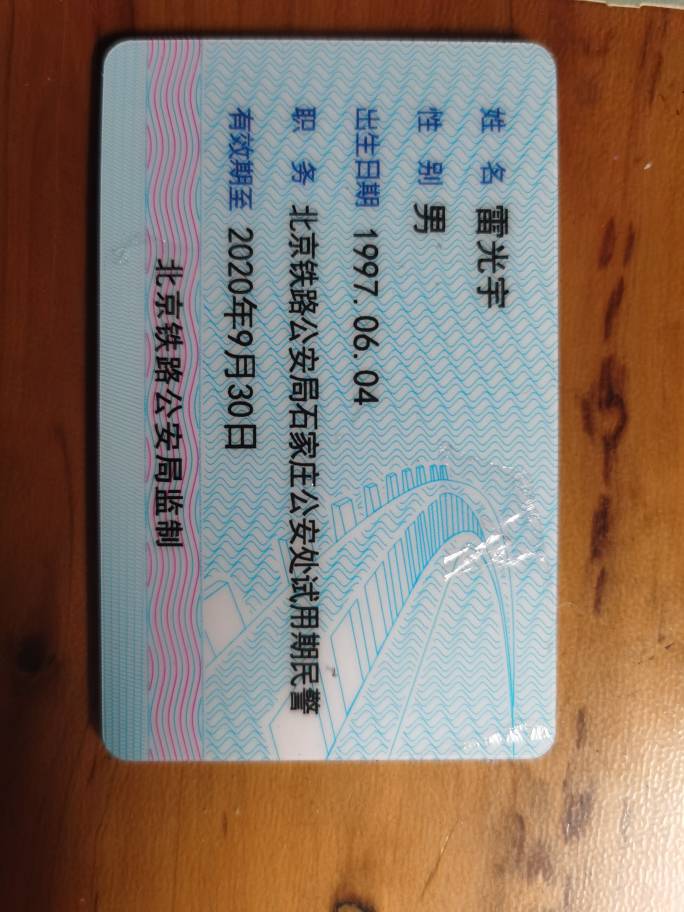 姓名 雷光宇
性别 男
出生日期 1997.06.04
职务 北京铁路公安局石家庄公安处试用期民警
有效期至 2020年9月30日
北京铁路公安局监制